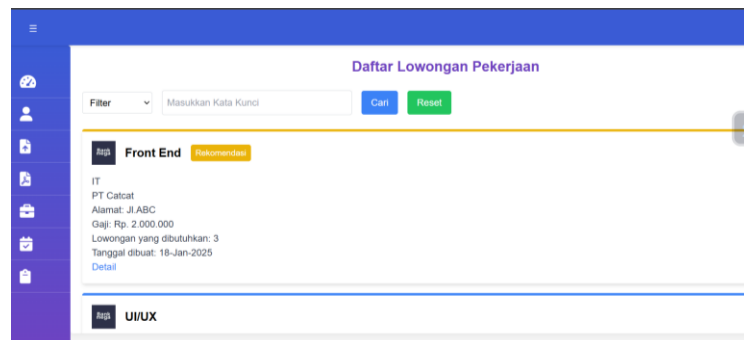 Daftar Lowongan Pekerjaan
Filter Masukkan Kata Kunci Cari Reset
Front End Rekomendasi
IT
PT Catcat
Alamat: Jl.ABC
Gaji: Rp. 2.000.000
Lowongan yang dibutuhkan: 3
Tanggal dibuat: 18-Jan-2025
Detail
UI/UX